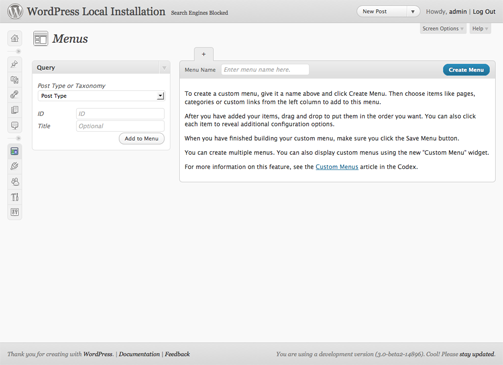 WordPress Local Installation Search Engines Blocked
New Post
Howdy, admin | Log Out
Screen Options
Help
Menus
Query
Post Type or Taxonomy
Post Type
ID
ID
Title
Optional
Add to Menu
+
Menu Name
Enter menu name here.
Create Menu
To create a custom menu, give it a name above and click Create Menu. Then choose items like pages,
categories or custom links from the left column to add to this menu.
After you have added your items, drag and drop to put them in the order you want. You can also click
each item to reveal additional configuration options.
When you have finished building your custom menu, make sure you click the Save Menu button.
You can create multiple menus. You can also display custom menus using the new "Custom Menu" widget.
For more information on this feature, see the Custom Menus article in the Codex.
Thank you for creating with WordPress. | Documentation | Feedback
You are using a development version (3.0-beta2-14896). Cool! Please stay updated.